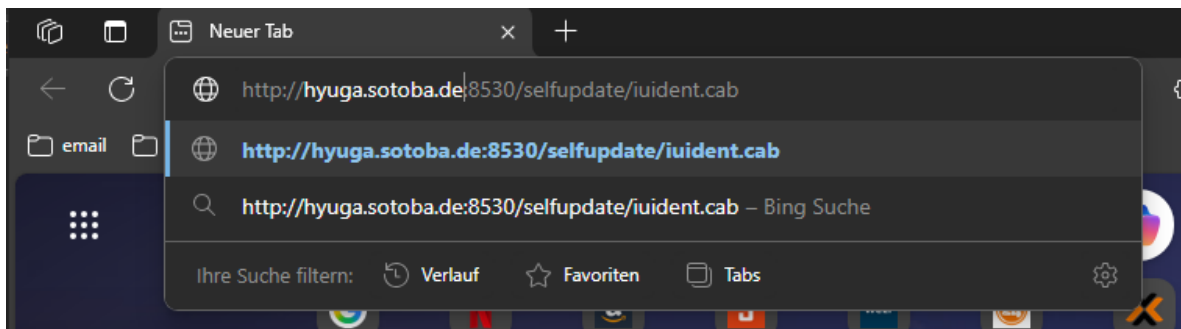 Neuer Tab
http://hyuga.sotoba.de:8530/selfupdate/iuident.cab
email
http://hyuga.sotoba.de:8530/selfupdate/iuident.cab
http://hyuga.sotoba.de:8530/selfupdate/iuident.cab – Bing Suche
Ihre Suche filtern: Verlauf Favoriten Tabs